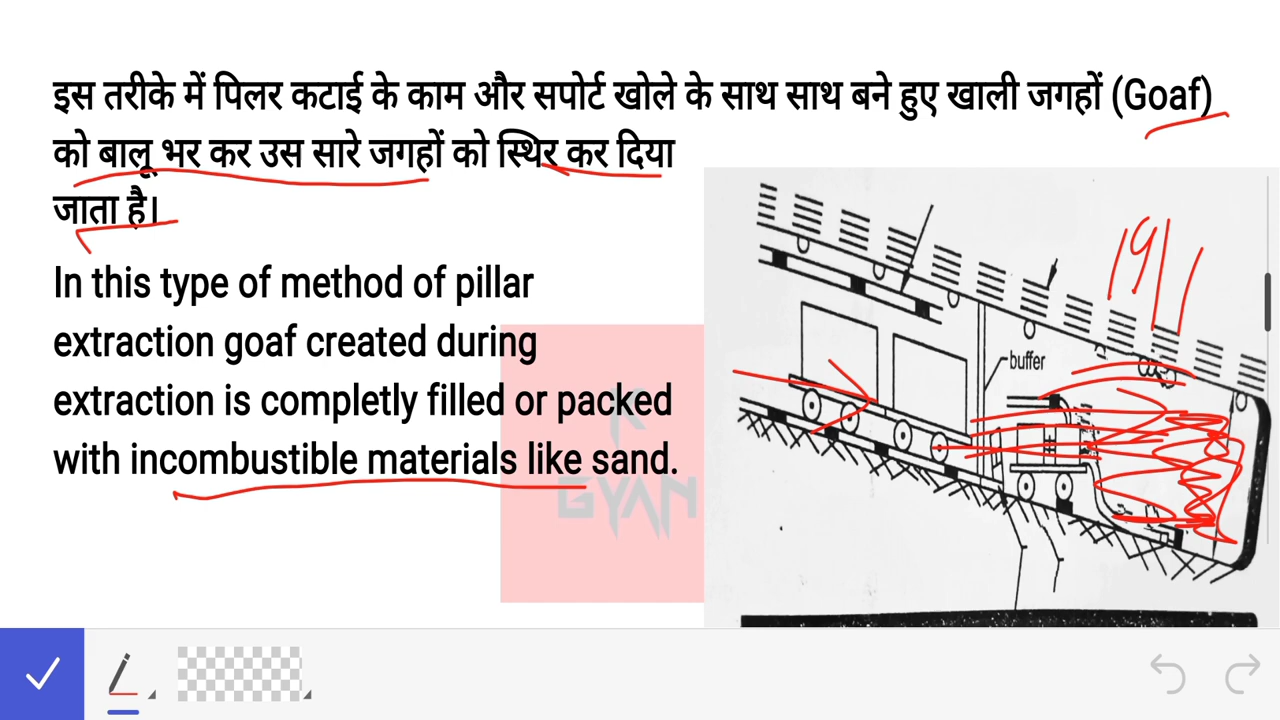 इस तरीके में पिलर कटाई के काम और सपोर्ट खोले के साथ साथ बने हुए खाली जगहों (Goaf)
को बालू भर कर उस सारे जगहों को स्थिर कर दिया
जाता है।
In this type of method of pillar
extraction goaf created during
extraction is completly filled or packed
with incombustible materials like sand.
buffer
GYAN